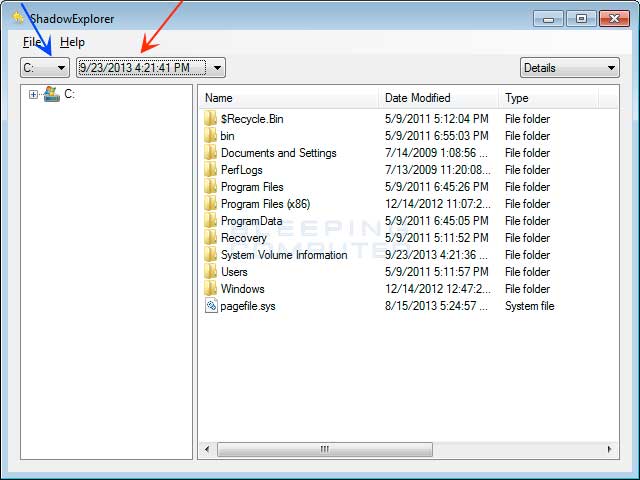 ShadowExplorer
File Help
C: 9/23/2013 4:21:41 PM Details
C:
Name Date Modified Type
$Recycle.Bin 5/9/2011 5:12:04 PM File folder
bin 5/9/2011 6:55:03 PM File folder
Documents and Settings 7/14/2009 1:08:56 ... File folder
PerfLogs 7/13/2009 11:20:08... File folder
Program Files 5/9/2011 6:45:26 PM File folder
Program Files (x86) 12/14/2012 11:07:2... File folder
ProgramData 5/9/2011 6:45:05 PM File folder
Recovery 5/9/2011 5:11:52 PM File folder
System Volume Information 9/23/2013 4:21:36 ... File folder
Users 5/9/2011 5:11:57 PM File folder
Windows 12/14/2012 12:47:2... File folder
pagefile.sys 8/15/2013 5:24:57 ... System file
BLEEPING
COMPUTER